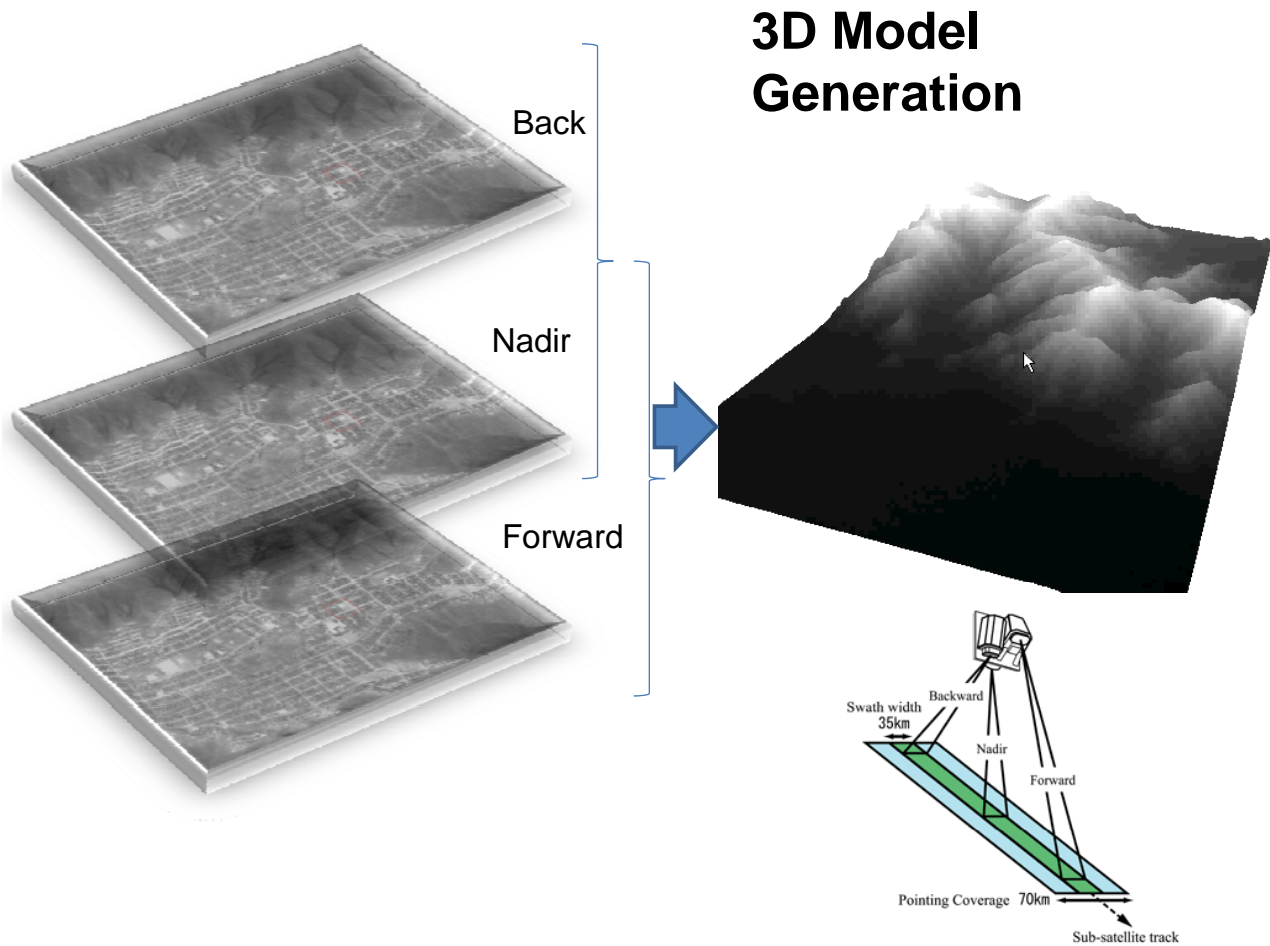 3D Model
Generation
Back
Nadir
Forward
Backward
Swath width
35km
Nadir
Forward
Pointing Coverage 70km
Sub-satellite track